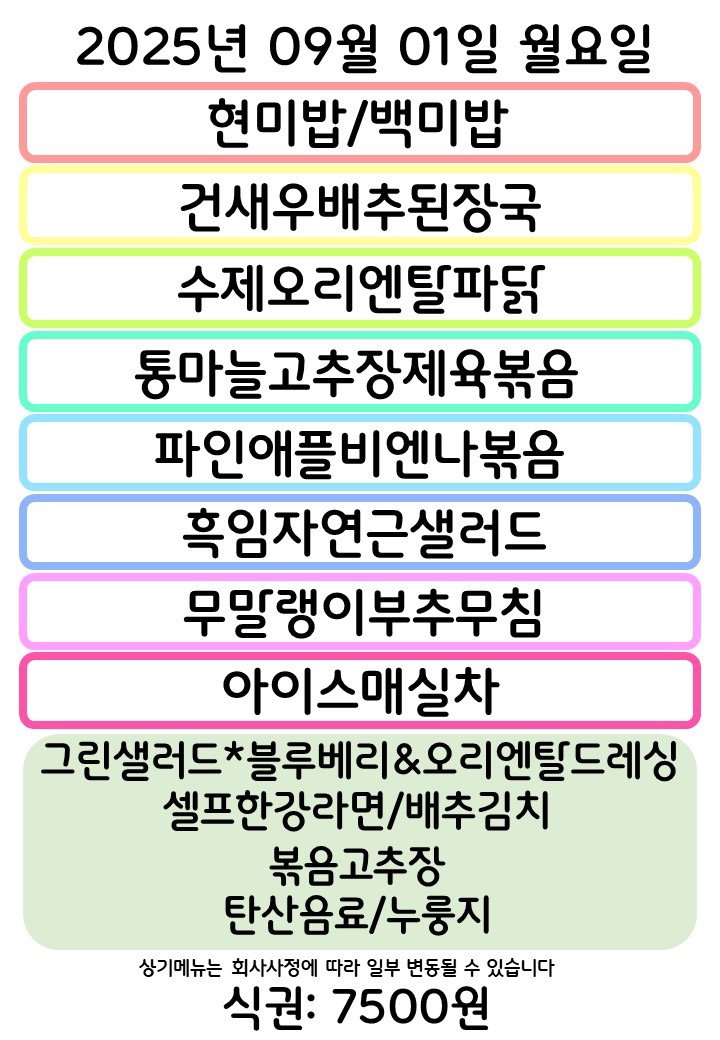 2025년 09월 01일 월요일
현미밥/백미밥
건새우배추된장국
수제오리엔탈파닭
통마늘고추장제육볶음
파인애플비엔나볶음
흑임자연근샐러드
무말랭이부추무침
아이스매실차
그린샐러드*블루베리&오리엔탈드레싱
셀프한강라면/배추김치
볶음고추장
탄산음료/누룽지
상기메뉴는 회사사정에 따라 일부 변동될 수 있습니다
식권: 7500원